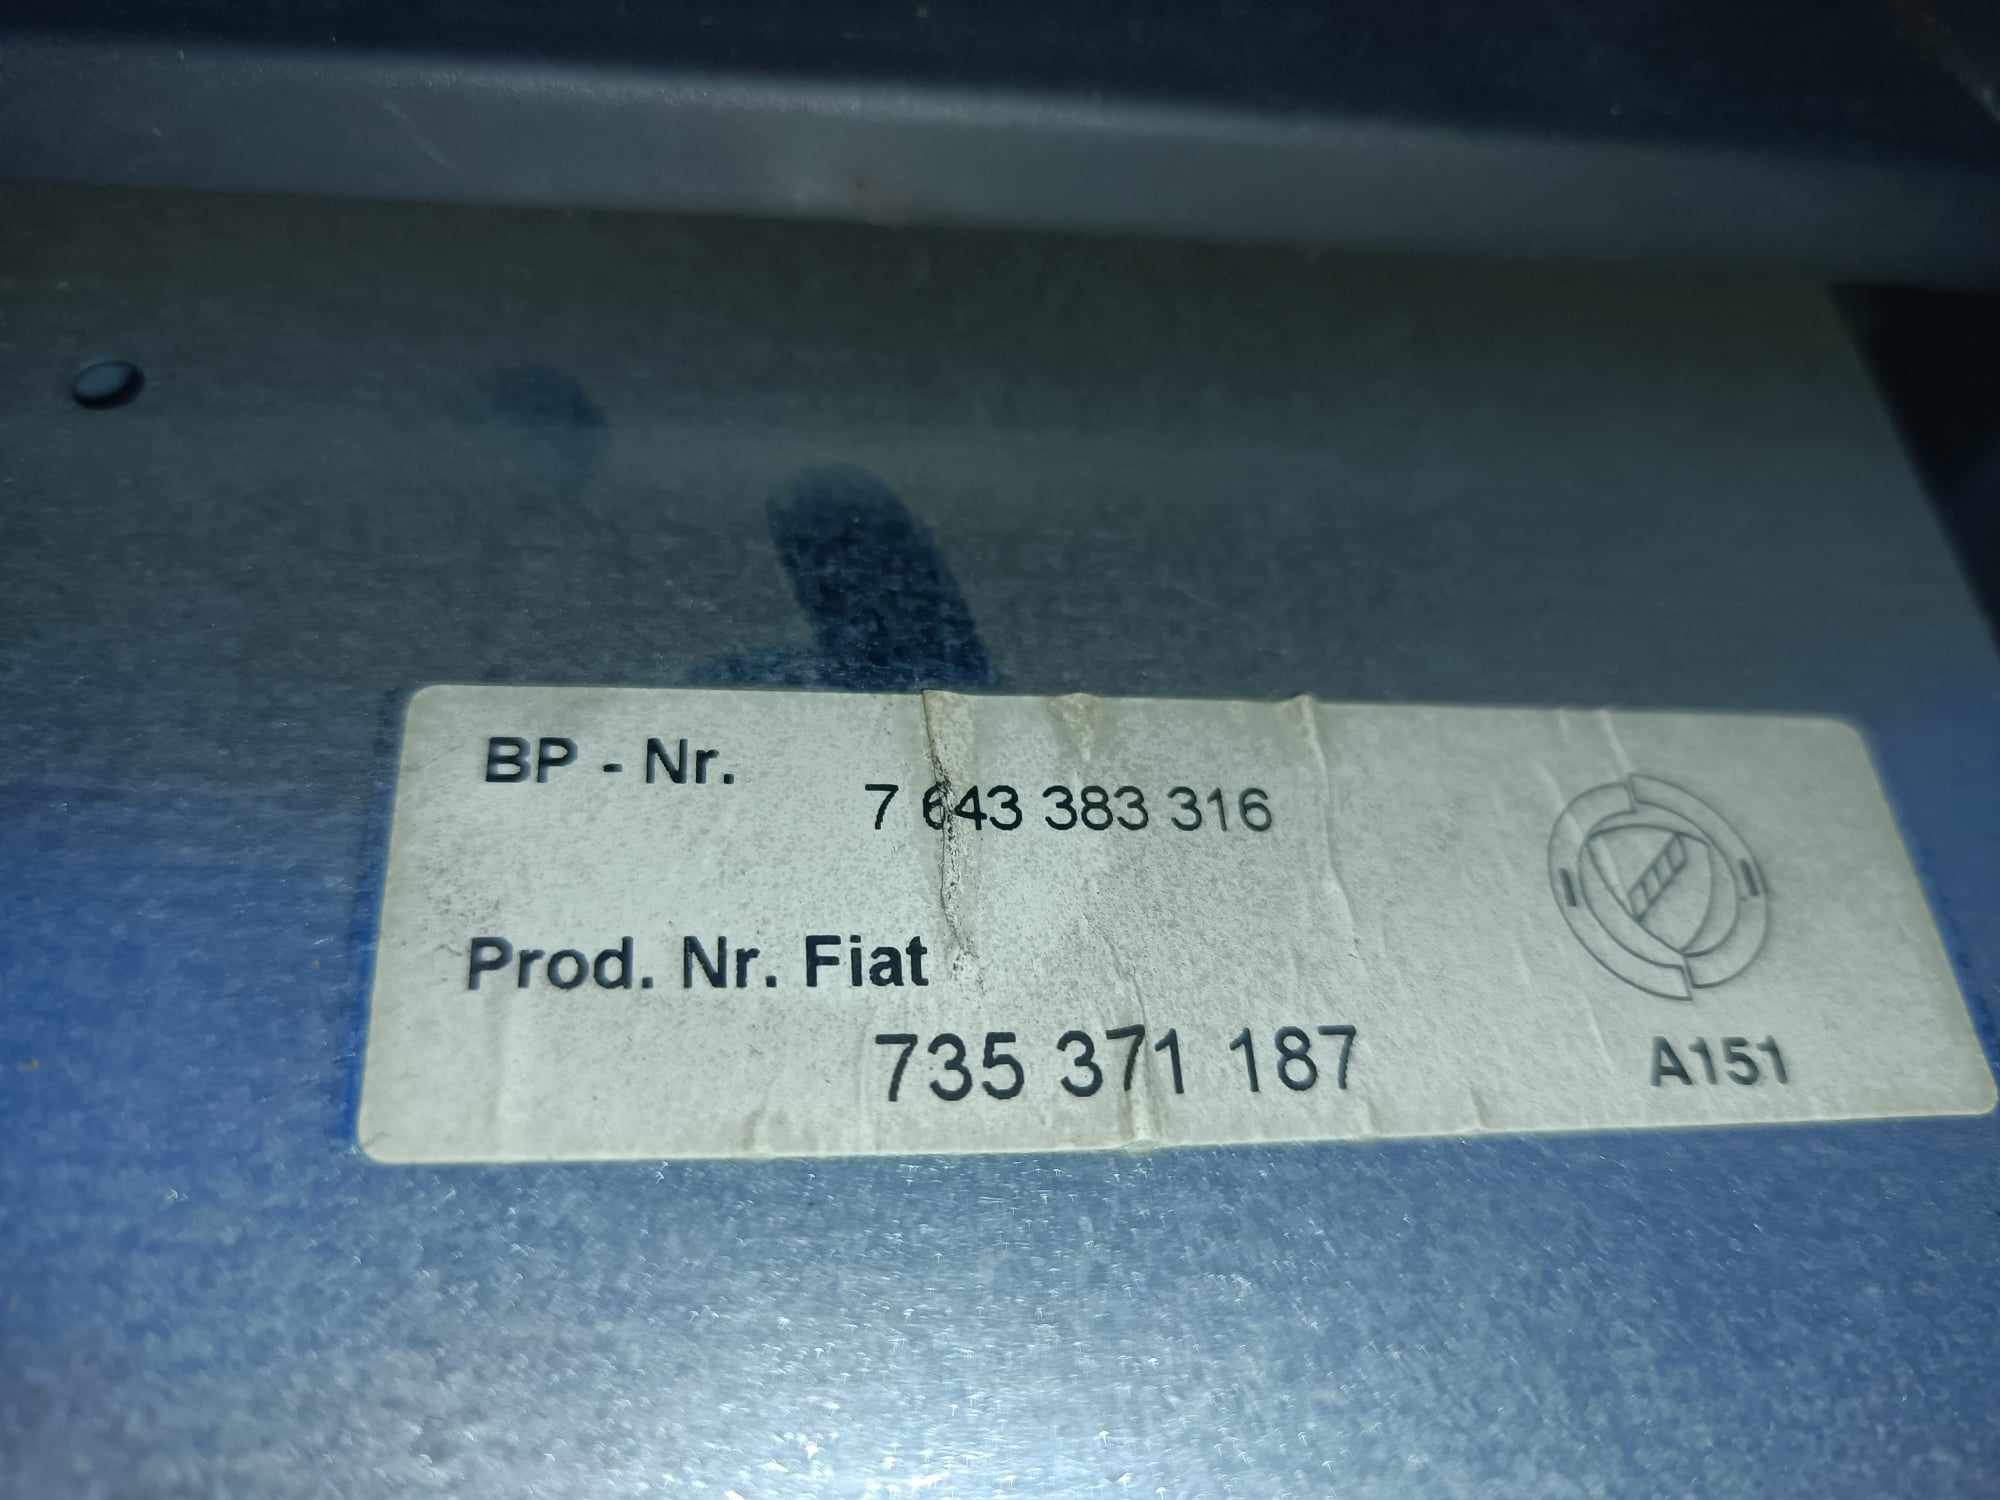 BP - Nr.
7 643 383 316
Prod. Nr. Fiat
735 371 187
A151